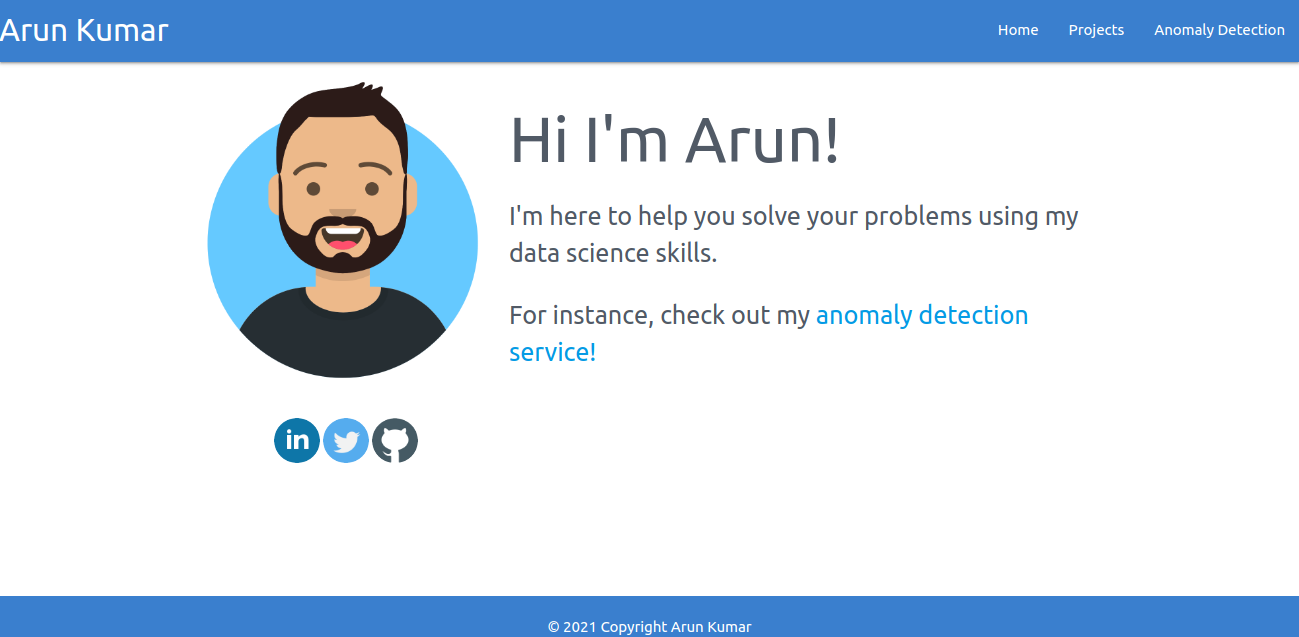 Arun Kumar
Home Projects Anomaly Detection
Hi I'm Arun!
I'm here to help you solve your problems using my
data science skills.
For instance, check out my anomaly detection
service!
in
© 2021 Copyright Arun Kumar